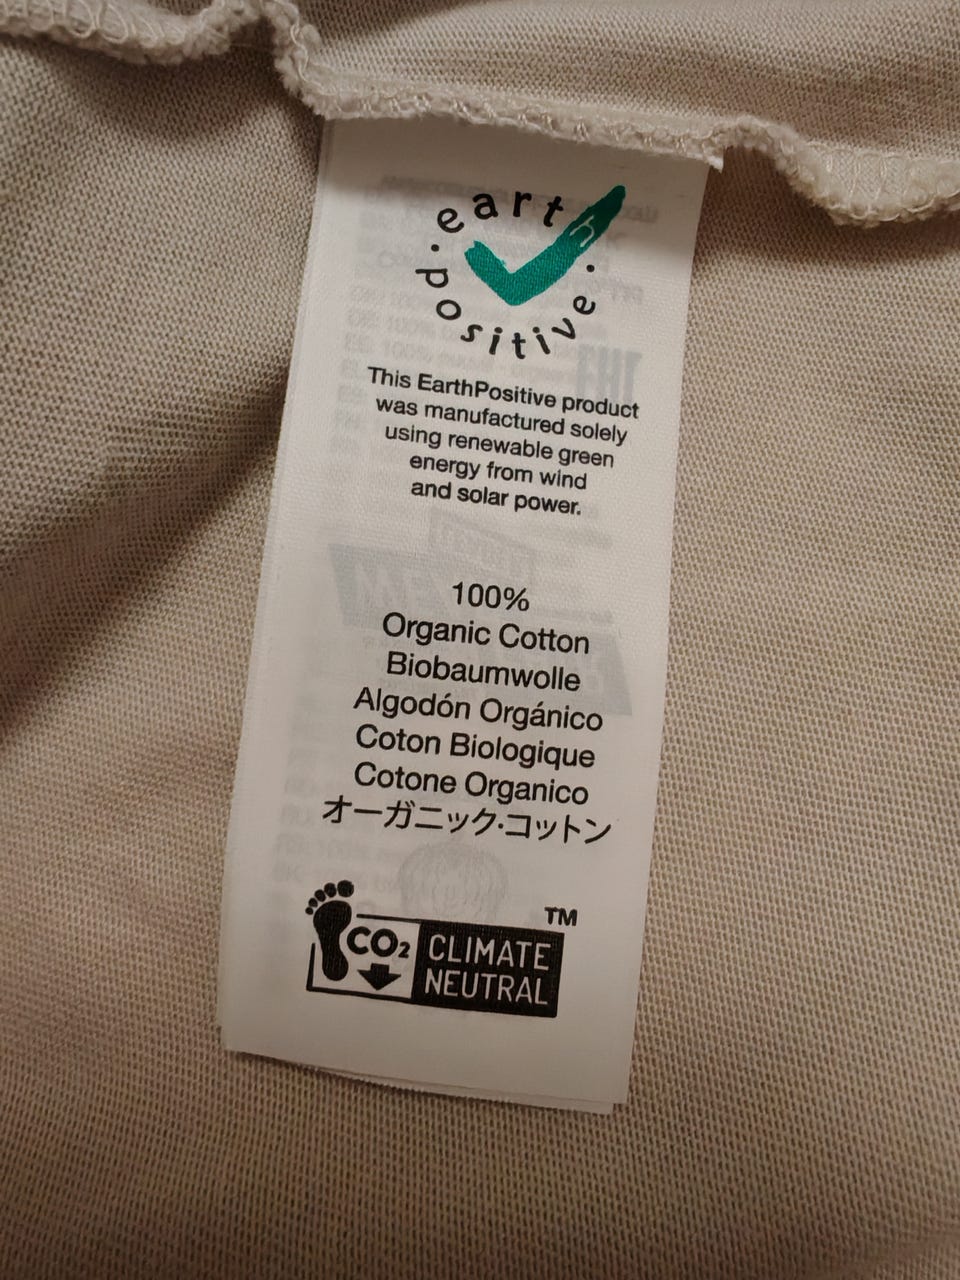 earth
positive
This EarthPositive product
was manufactured solely
using renewable green
energy from wind
and solar power.
100%
Organic Cotton
Biobaumwolle
Algodón Orgánico
Coton Biologique
Cotone Organico
オーガニック・コットン
TM
CO₂ CLIMATE
NEUTRAL